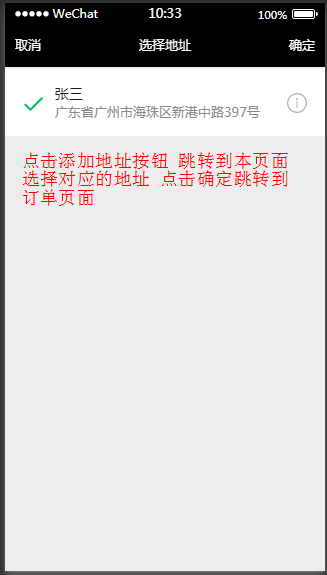 ●●●●● WeChat 10:33 100%
取消 选择地址 确定
张三
广东省广州市海珠区新港中路397号
点击添加地址按钮 跳转到本页面
选择对应的地址 点击确定跳转到
订单页面